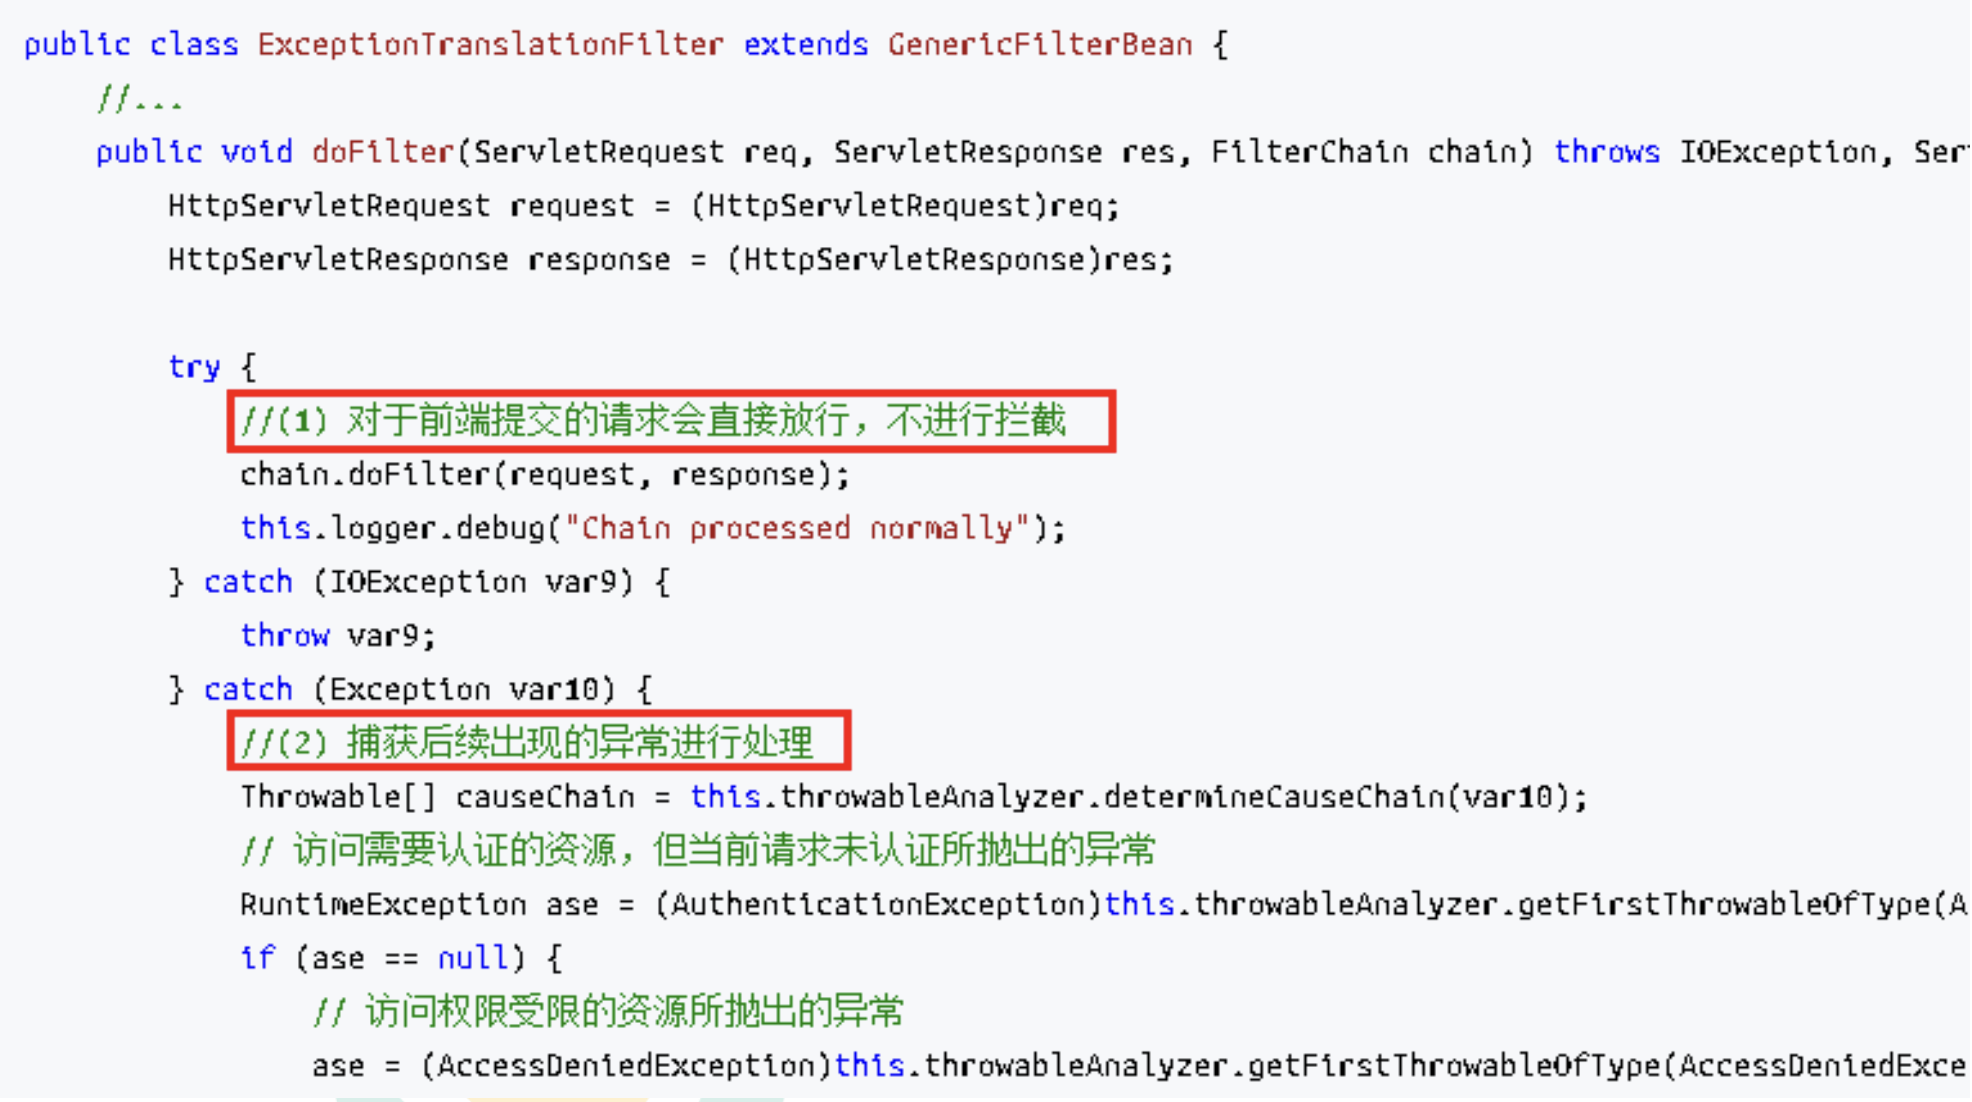 public class ExceptionTranslationFilter extends GenericFilterBean {
//...
public void doFilter(ServletRequest req, ServletResponse res, FilterChain chain) throws IOException, Ser
HttpServletRequest request = (HttpServletRequest)req;
HttpServletResponse response = (HttpServletResponse)res;
try {
//(1) 对于前端提交的请求会直接放行，不进行拦截
chain.doFilter(request, response);
this.logger.debug("Chain processed normally");
} catch (IOException var9) {
throw var9;
} catch (Exception var10) {
//(2) 捕获后续出现的异常进行处理
Throwable[] causeChain = this.throwableAnalyzer.determineCauseChain(var10);
// 访问需要认证的资源，但当前请求未认证所抛出的异常
RuntimeException ase = (AuthenticationException)this.throwableAnalyzer.getFirstThrowableOfType(A
if (ase == null) {
// 访问权限受限的资源所抛出的异常
ase = (AccessDeniedException)this.throwableAnalyzer.getFirstThrowableOfType(AccessDeniedExce